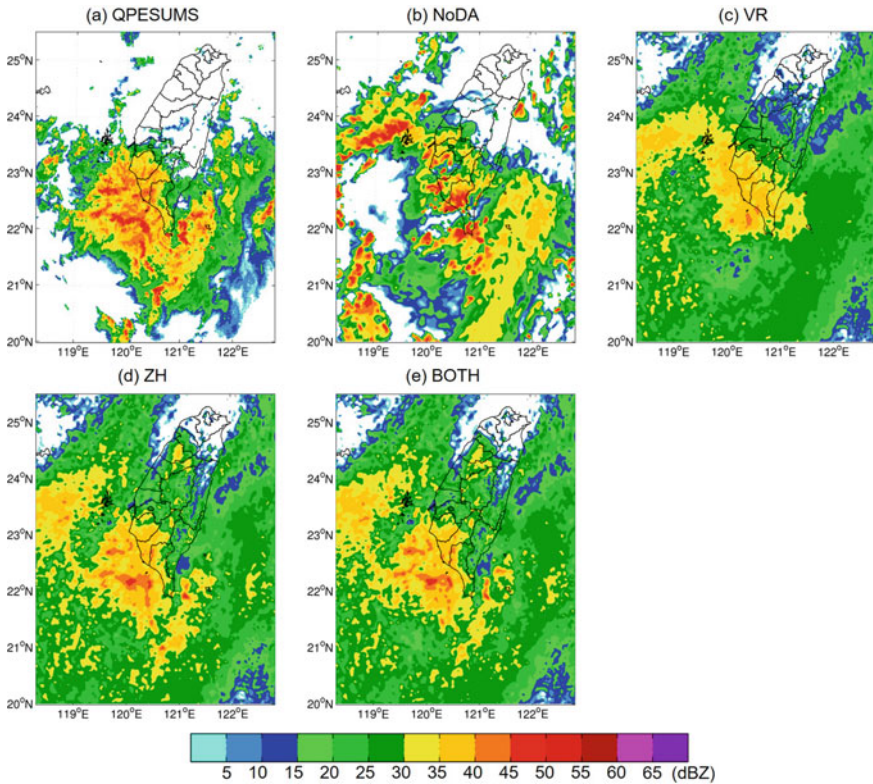 (a) QPESUMS (b) NoDA (c) VR
25°N 25°N 25°N
24°N 24°N 24°N
23°N 23°N 23°N
22°N 22°N 22°N
21°N 21°N 21°N
20°N 20°N 20°N
119°E 120°E 121°E 122°E 119°E 120°E 121°E 122°E 119°E 120°E 121°E 122°E
(d) ZH (e) BOTH
25°N 25°N
24°N 24°N
23°N 23°N
22°N 22°N
21°N 21°N
20°N 20°N
119°E 120°E 121°E 122°E 119°E 120°E 121°E 122°E
5 10 15 20 25 30 35 40 45 50 55 60 65 (dBZ)